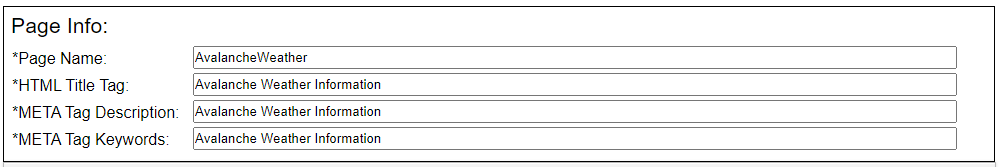 Page Info:
*Page Name: AvalancheWeather
*HTML Title Tag: Avalanche Weather Information
*META Tag Description: Avalanche Weather Information
*META Tag Keywords: Avalanche Weather Information